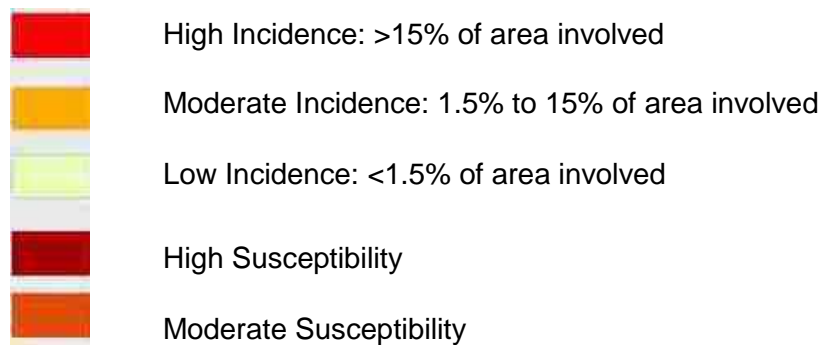 High Incidence: >15% of area involved
Moderate Incidence: 1.5% to 15% of area involved
Low Incidence: <1.5% of area involved
High Susceptibility
Moderate Susceptibility